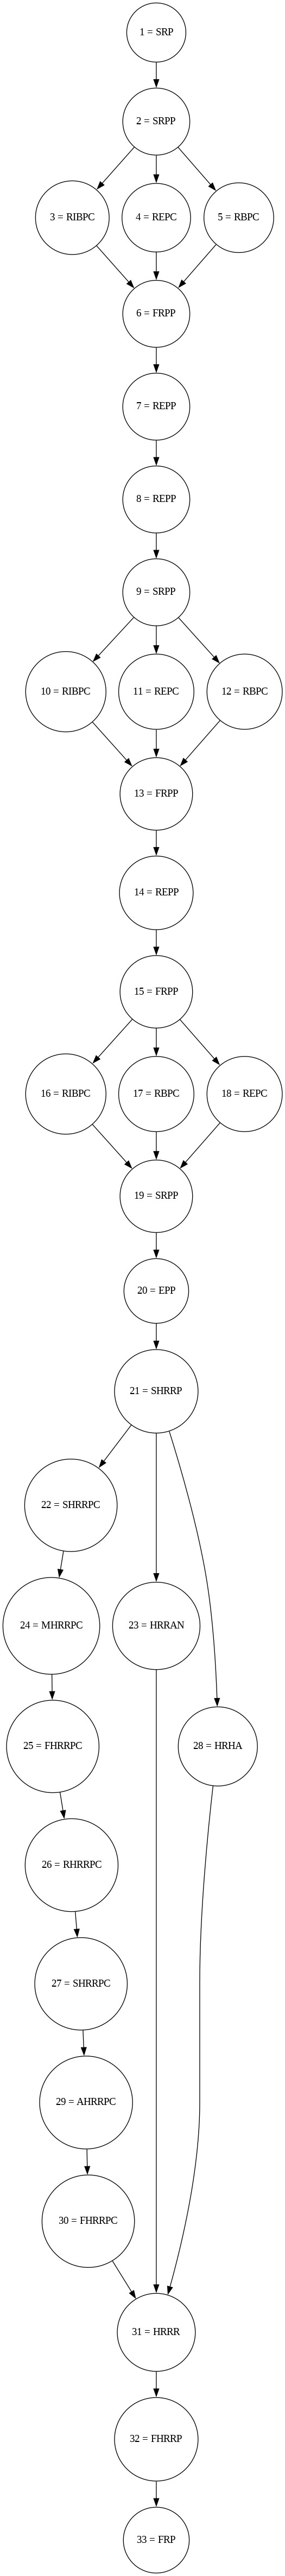 1 = SRP
2 = SRPP
3 = RIBPC
4 = REPC
5 = RBPC
6 = FRPP
7 = REPP
8 = REPP
9 = SRPP
10 = RIBPC
11 = REPC
12 = RBPC
13 = FRPP
14 = REPP
15 = FRPP
16 = RIBPC
17 = RBPC
18 = REPC
19 = SRPP
20 = EPP
21 = SHRRP
22 = SHRRPC
24 = MHRRPC
23 = HRRAN
25 = FHRRPC
28 = HRHA
26 = RHRRPC
27 = SHRRPC
29 = AHRRPC
30 = FHRRPC
31 = HRRR
32 = FHRRP
33 = FRP